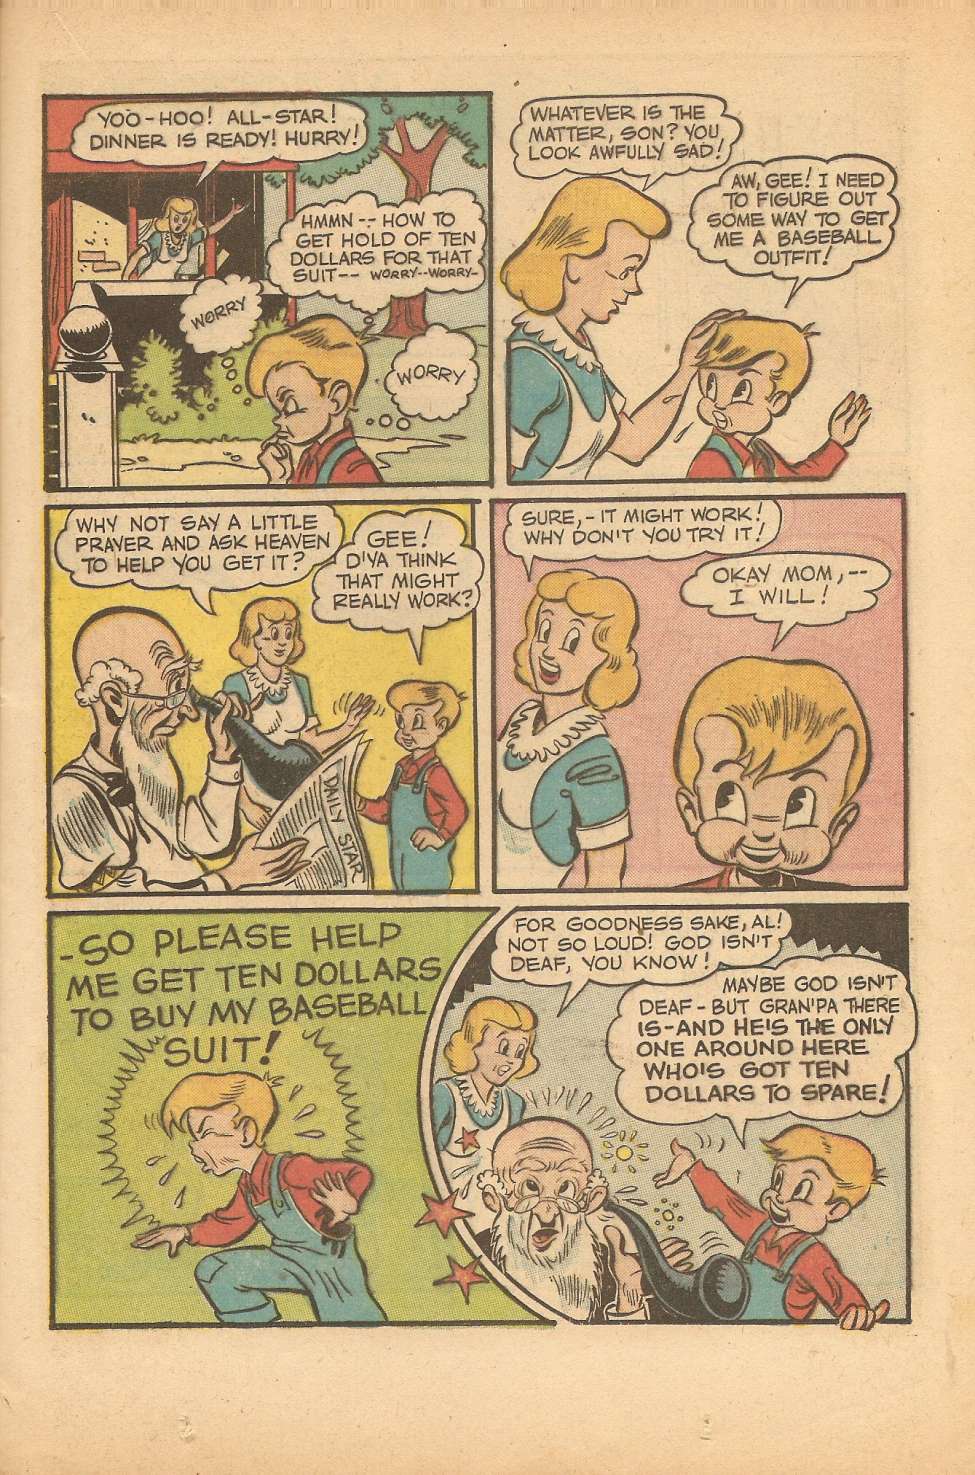 YOO-HOO! ALL-STAR!
DINNER IS READY! HURRY!
HMMN -- HOW TO
GET HOLD OF TEN
DOLLARS FOR THAT
SUIT-- WORRY--WORRY-
WORRY
WORRY
WHATEVER IS THE
MATTER, SON? YOU
LOOK AWFULLY SAD!
AW, GEE! I NEED
TO FIGURE OUT
SOME WAY TO GET
ME A BASEBALL
OUTFIT!
WHY NOT SAY A LITTLE
PRAYER AND ASK HEAVEN
TO HELP YOU GET IT?
GEE!
D'YA THINK
THAT MIGHT
REALLY WORK?
DAILY STAR
SURE,- IT MIGHT WORK!
WHY DON'T YOU TRY IT!
OKAY MOM,--
I WILL!
-SO PLEASE HELP
ME GET TEN DOLLARS
TO BUY MY BASEBALL
SUIT!
FOR GOODNESS SAKE, AL!
NOT SO LOUD! GOD ISN'T
DEAF, YOU KNOW!
MAYBE GOD ISN'T
DEAF-BUT GRAN'PA THERE
IS-AND HE'S THE ONLY
ONE AROUND HERE
WHO'S GOT TEN
DOLLARS TO SPARE!